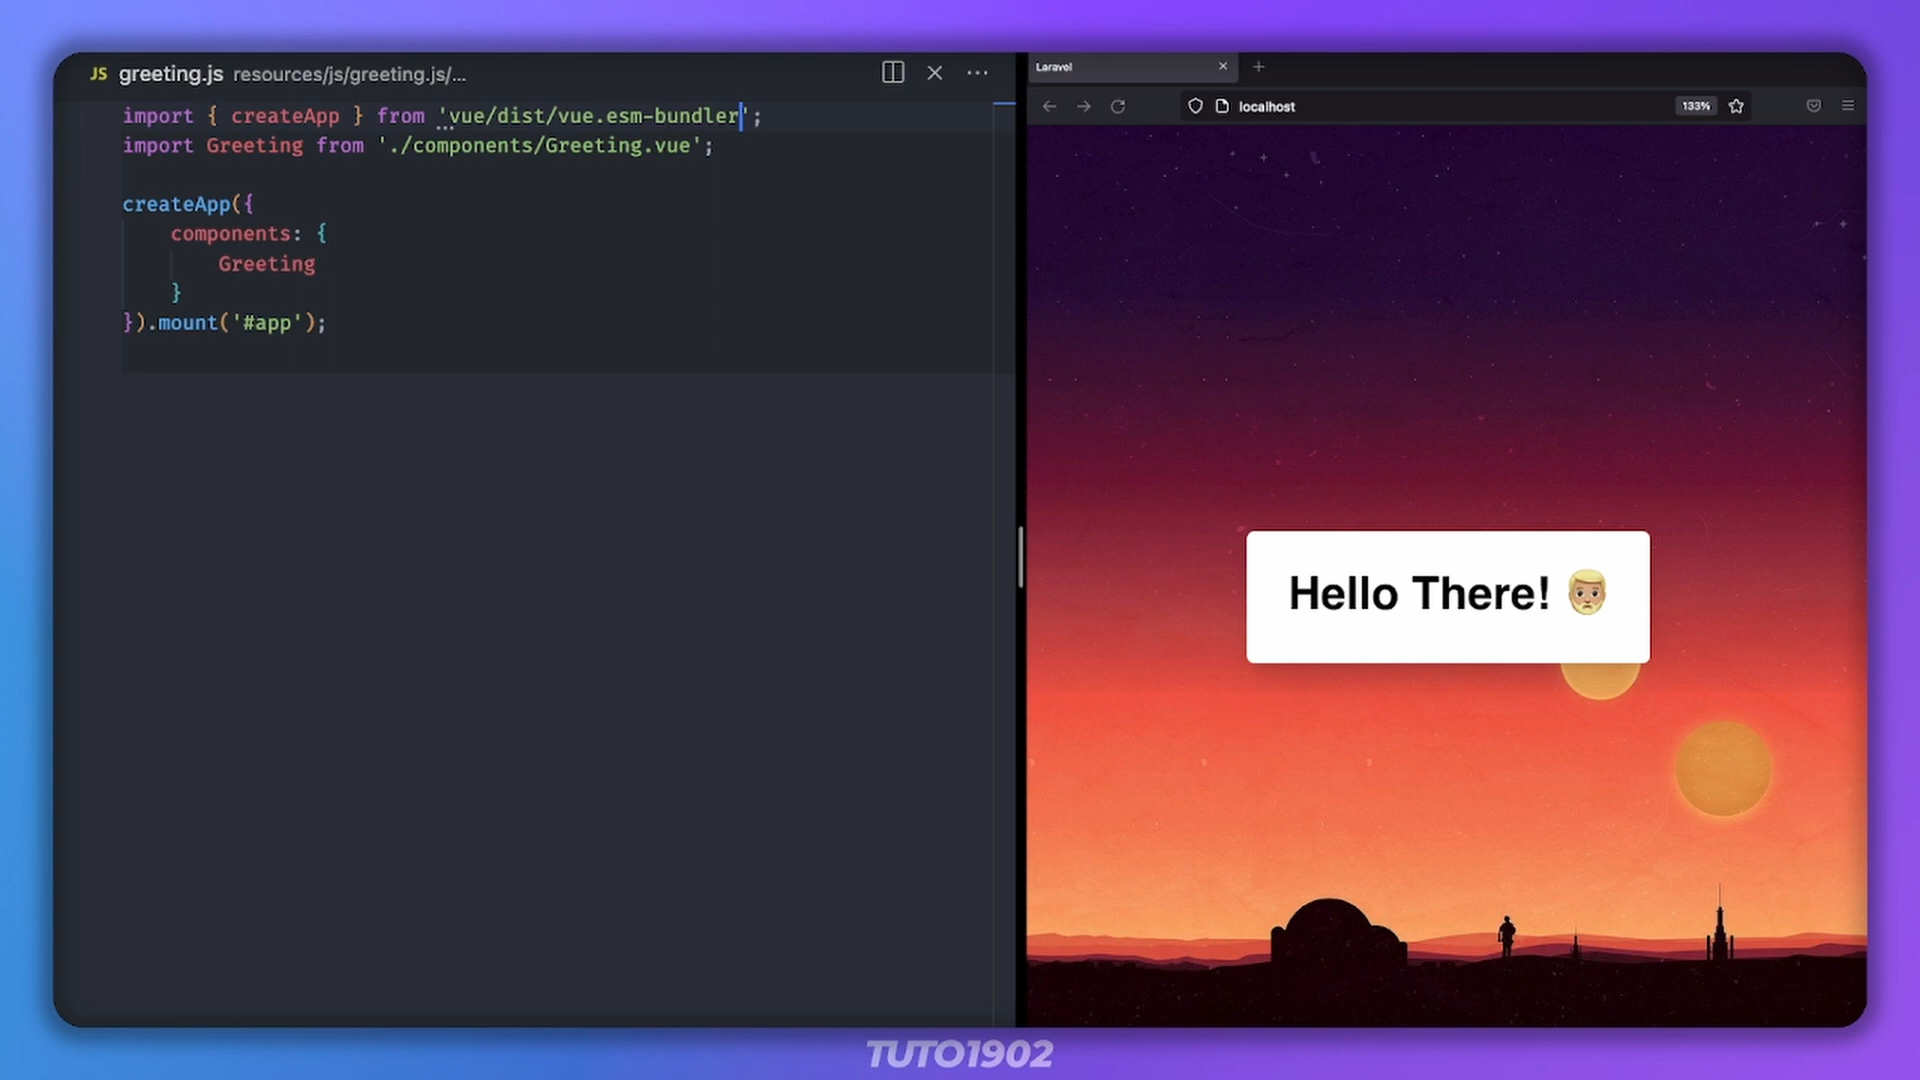 JS greeting.js resources/js/greeting.js/...
import { createApp } from 'vue/dist/vue.esm-bundler';
import Greeting from './components/Greeting.vue';
createApp({
    components: {
        Greeting
    }
}).mount('#app');
Laravel
localhost
133%
Hello There!
TUTO1902